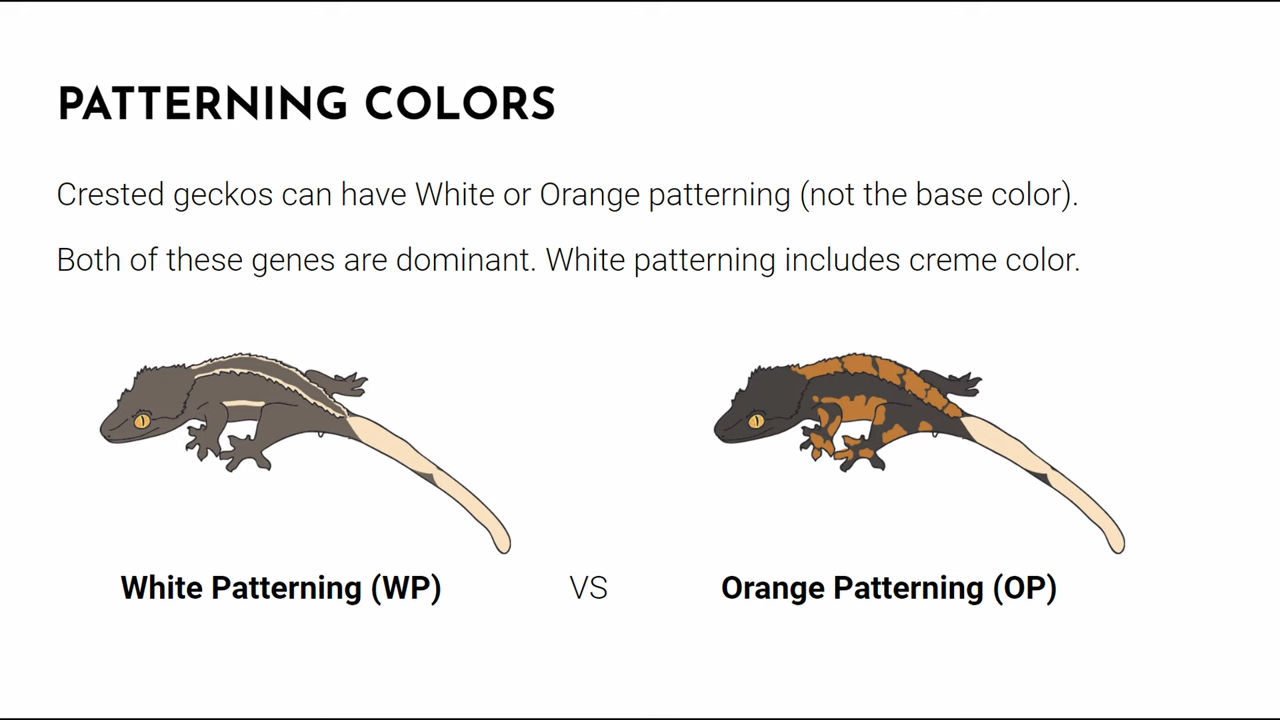 PATTERNING COLORS
Crested geckos can have White or Orange patterning (not the base color).
Both of these genes are dominant. White patterning includes creme color.
White Patterning (WP) VS Orange Patterning (OP)